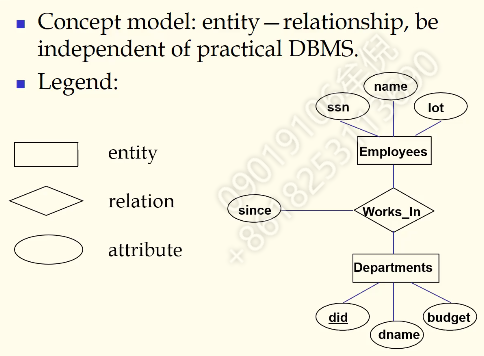 Concept model: entity – relationship, be
independent of practical DBMS.
Legend:
entity
relation
attribute
name
ssn
lot
Employees
since
Works_In
Departments
did
dname
budget